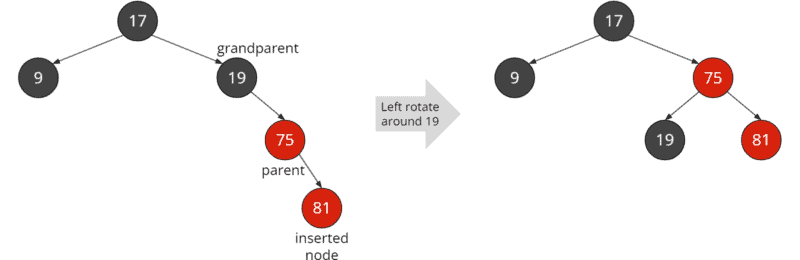 17
grandparent
9
19
75
parent
81
inserted
node
Left rotate
around 19
17
9
75
19
81